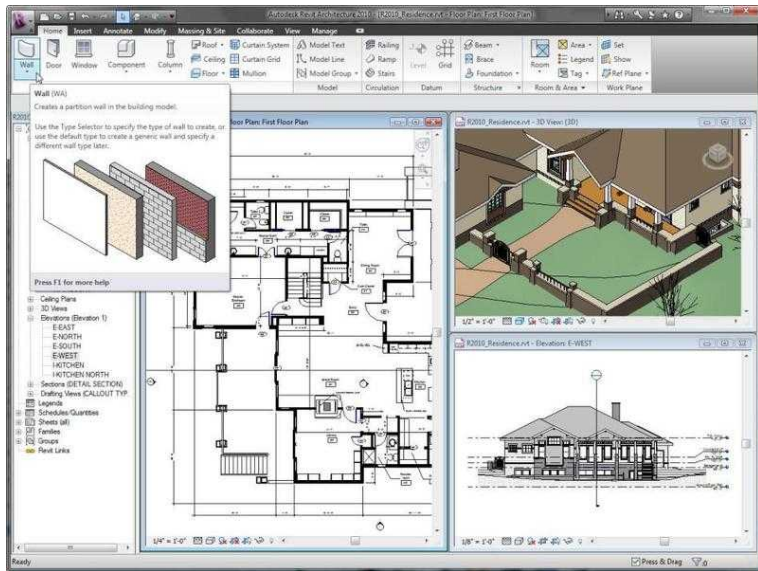 Autodesk Revit Architecture 2010 - [R2010_Residence.rvt - Floor Plan: First Floor Plan]
Home Insert Annotate Modify Massing & Site Collaborate View Manage
Wall Door Window Component Column
Roof Curtain System Model Text Railing Beam Area Set
Ceiling Curtain Grid Model Line Ramp Brace Legend Show
Floor Mullion Model Group Stairs Level Grid Foundation Room Tag Ref Plane
Model Circulation Datum Structure Room & Area Work Plane
Wall (WA)
Creates a partition wall in the building model.
Use the Type Selector to specify the type of wall to create, or
use the default type to create a generic wall and specify a
different wall type later.
Press F1 for more help
Ceiling Plans
3D Views
Elevations (Elevation 1)
E-EAST
E-NORTH
E-SOUTH
E-WEST
I-KITCHEN
I-KITCHEN NORTH
Sections (DETAIL SECTION)
Drafting Views (CALLOUT TYP
Legends
Schedules/Quantities
Sheets (all)
Families
Groups
Revit Links
oor Plan: First Floor Plan
1/4" = 1'-0"
R2010_Residence.rvt - 3D View: {3D}
1/2" = 1'-0"
R2010_Residence.rvt - Elevation: E-WEST
1/8" = 1'-0"
Ready
Press & Drag
:0